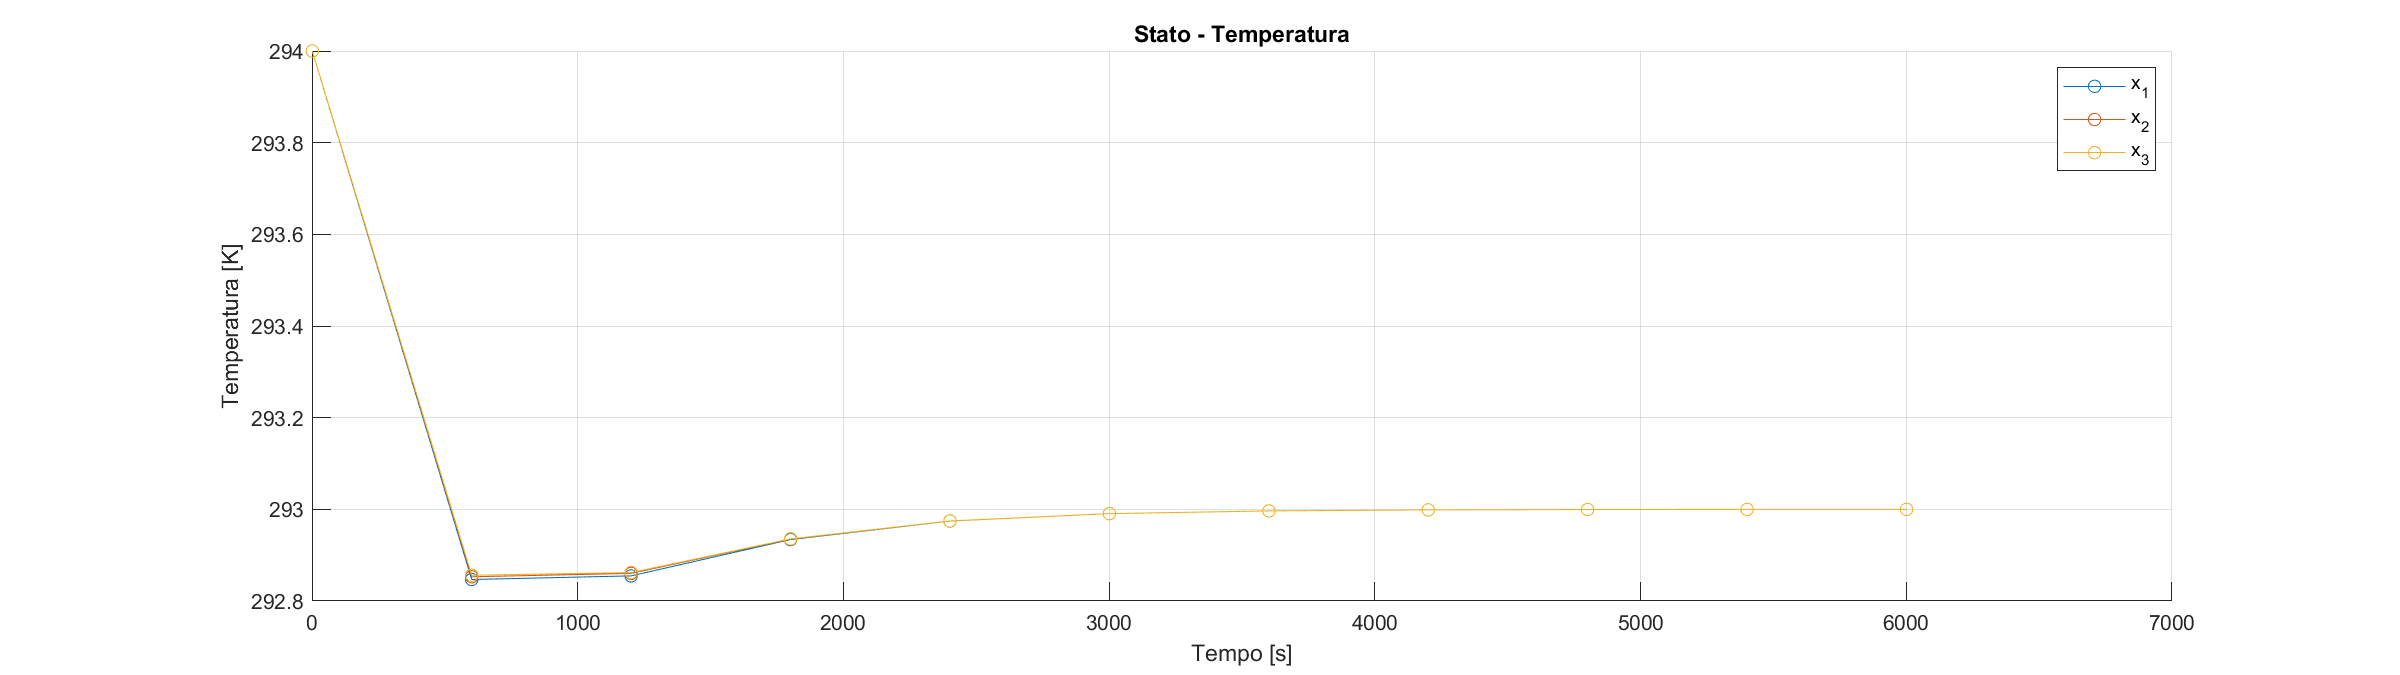 Stato - Temperatura
294
293.8
293.6
293.4
293.2
293
292.8
Temperatura [K]
x1
x2
x3
0 1000 2000 3000 4000 5000 6000 7000
Tempo [s]